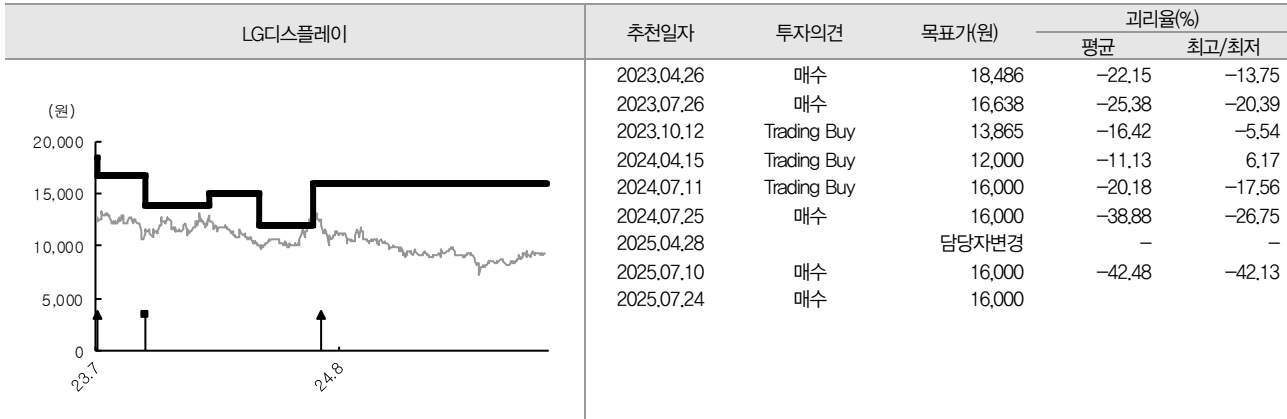 LG디스플레이
추천일자 투자의견 목표가(원) 괴리율(%)
평균 최고/최저
2023.04.26 매수 18,486 -22.15 -13.75
2023.07.26 매수 16,638 -25.38 -20.39
2023.10.12 Trading Buy 13,865 -16.42 -5.54
2024.04.15 Trading Buy 12,000 -11.13 6.17
2024.07.11 Trading Buy 16,000 -20.18 -17.56
2024.07.25 매수 16,000 -38.88 -26.75
2025.04.28 담당자변경 - -
2025.07.10 매수 16,000 -42.48 -42.13
2025.07.24 매수 16,000
(원)
20,000
15,000
10,000
5,000
0
23.7 24.8